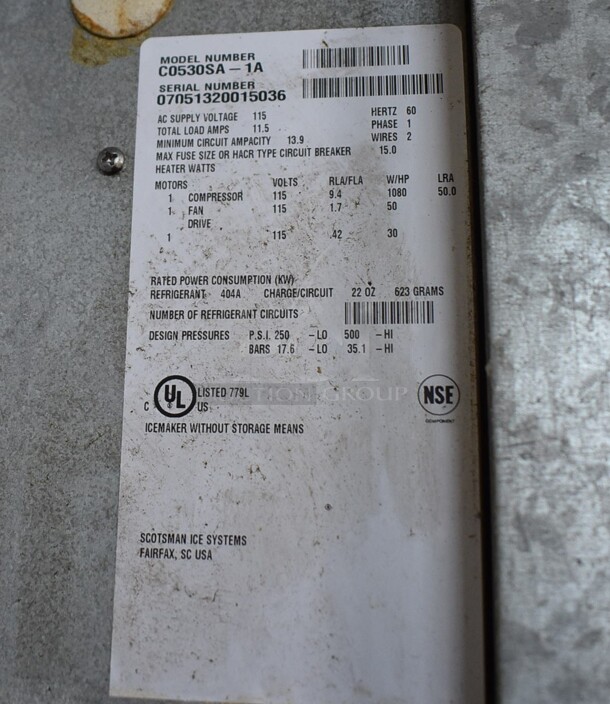 MODEL NUMBER
C0530SA – 1A
SERIAL NUMBER
07051320015036
AC SUPPLY VOLTAGE 115 HERTZ 60
TOTAL LOAD AMPS 11.5 PHASE 1
MINIMUM CIRCUIT AMPACITY 13.9 WIRES 2
MAX FUSE SIZE OR HACR TYPE CIRCUIT BREAKER 15.0
HEATER WATTS
MOTORS VOLTS RLA/FLA W/HP LRA
1 COMPRESSOR 115 9.4 1080 50.0
1 FAN 115 1.7 50
DRIVE
1 115 .42 30
RATED POWER CONSUMPTION (KW)
REFRIGERANT 404A CHARGE/CIRCUIT 22 OZ 623 GRAMS
NUMBER OF REFRIGERANT CIRCUITS
DESIGN PRESSURES P.S.I. 250 – LO 500 – HI
BARS 17.6 – LO 35.1 – HI
C UL US LISTED 779L
NSF
COMPONENT
GROUP
ICEMAKER WITHOUT STORAGE MEANS
SCOTSMAN ICE SYSTEMS
FAIRFAX, SC USA